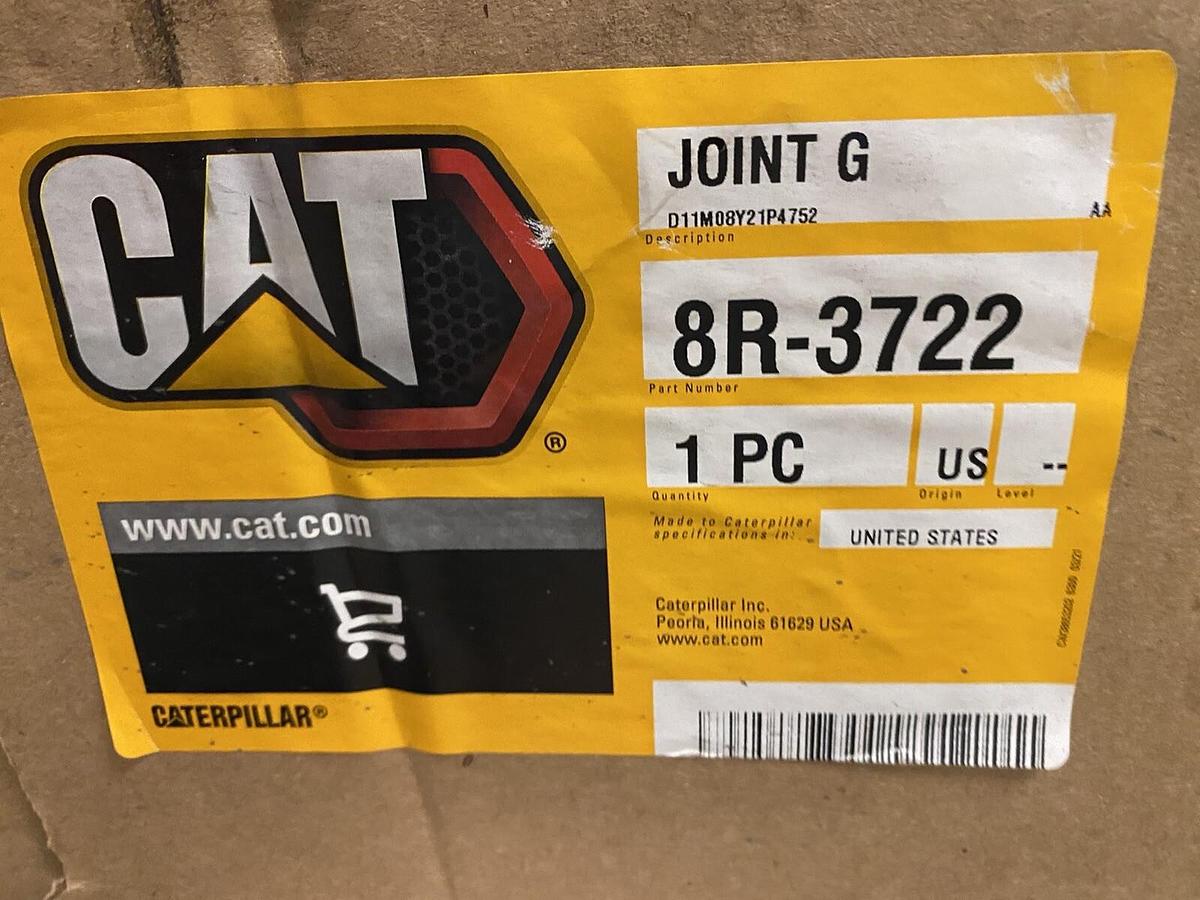 CAT
®
www.cat.com
CATERPILLAR®
JOINT G
D11M08Y21P4752 AA
Description
8R-3722
Part Number
1 PC US --
Quantity Origin Level
Made to Caterpillar
specifications in:
UNITED STATES
Caterpillar Inc.
Peoria, Illinois 61629 USA
www.cat.com